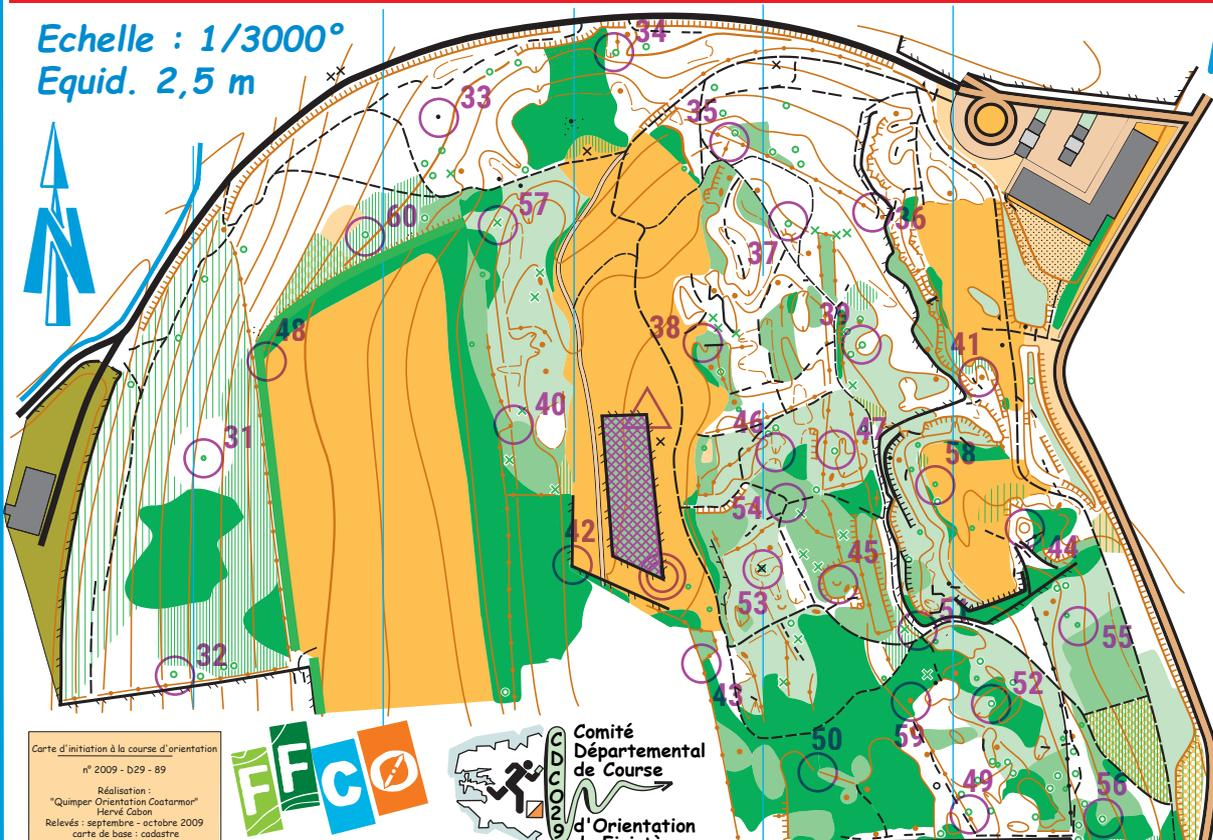 Echelle : 1/3000°
Equid. 2,5 m
34
33
35
60
57
36
37
48
38
39
41
40
31
46
47
58
54
42
45
44
53
51
55
32
52
43
59
50
49
56
N
Carte d'initiation à la course d'orientation
n° 2009 - D29 - 89
Réalisation :
"Quimper Orientation Coatarmor"
Hervé Cabon
Relevés : septembre - octobre 2009
carte de base : cadastre
FFCO
CDCO29
Comité
Départemental
de Course
d'Orientation